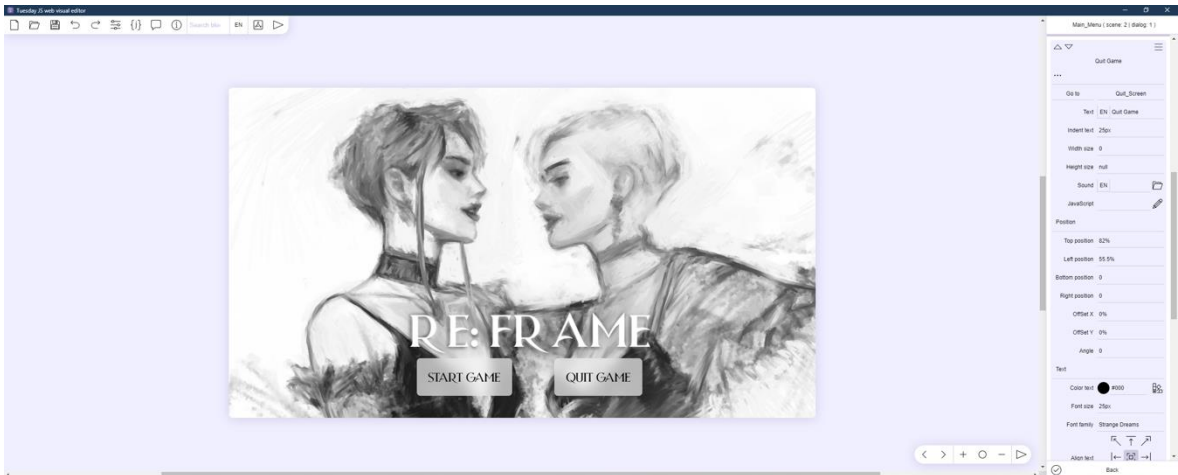 Tuesday JS web visual editor
Search tale
EN
Main_Menu ( scene: 2 | dialog: 1 )
Quit Game
...
Go to Quit_Screen
Text EN Quit Game
Indent text 25px
Width size 0
Height size null
Sound EN
JavaScript
Position
Top position 82%
Left position 55.5%
Bottom position 0
Right position 0
OffSet X 0%
OffSet Y 0%
Angle 0
Text
Color text #000
Font size 25px
Font family Strange Dreams
Align text
Back
RE: FRAME
START GAME QUIT GAME